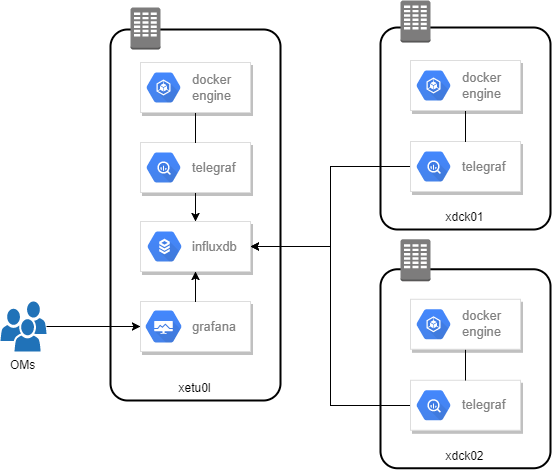 docker
engine
telegraf
influxdb
grafana
xetu0l
OMs
docker
engine
telegraf
xdck01
docker
engine
telegraf
xdck02